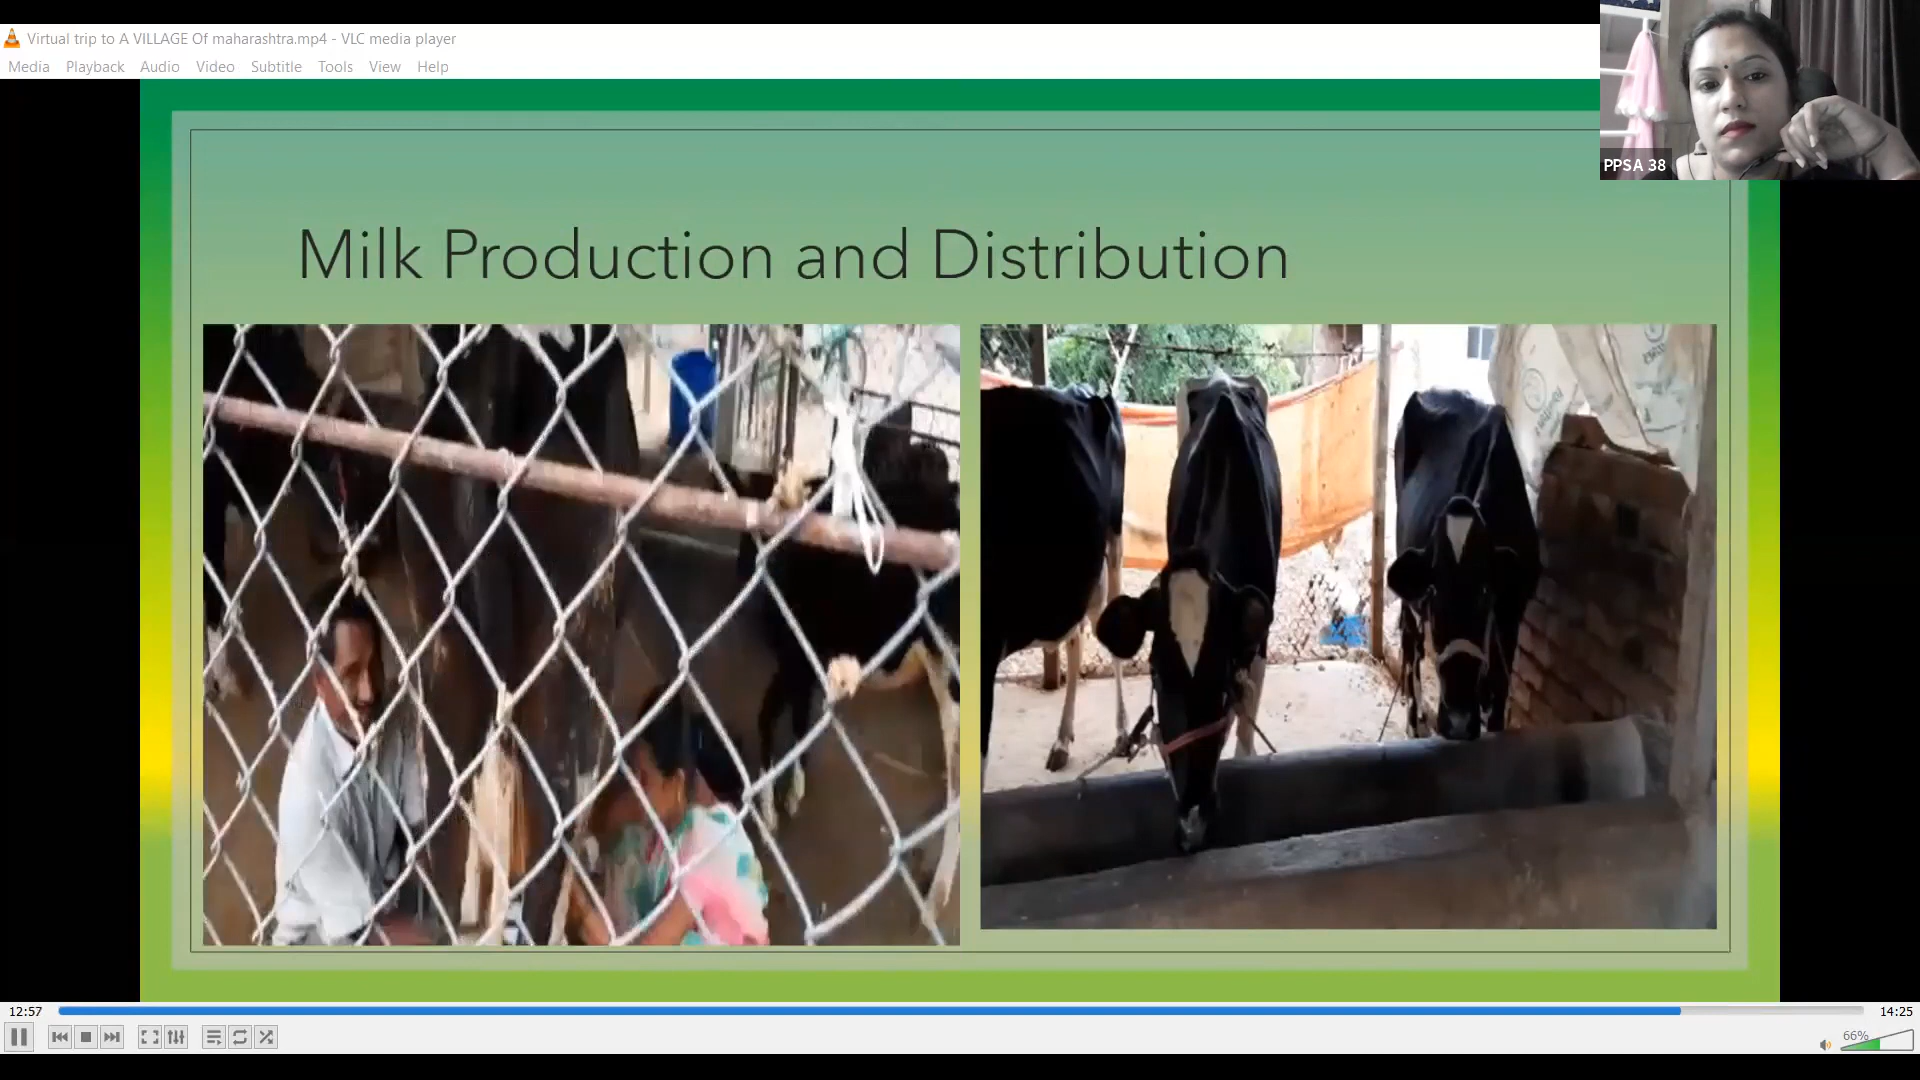 Virtual trip to A VILLAGE Of maharashtra.mp4 - VLC media player
Media Playback Audio Video Subtitle Tools View Help
PPSA 38
Milk Production and Distribution
12:57
14:25
66%